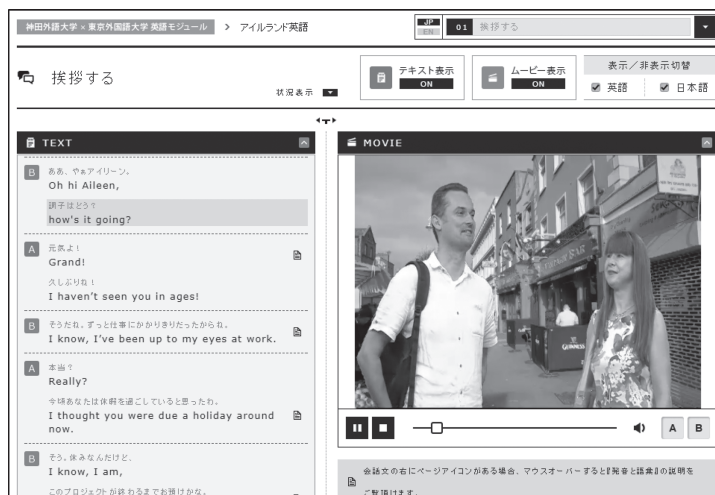 神田外語大学 × 東京外国語大学 英語モジュール > アイルランド英語
JP
EN
01 挨拶する
挨拶する
状況表示
テキスト表示
ON
ムービー表示
ON
表示／非表示切替
英語
日本語
TEXT
B
ああ、やぁアイリーン。
Oh hi Aileen,
調子はどう？
how's it going?
A
元気よ！
Grand!
久しぶりね！
I haven't seen you in ages!
B
そうだね。ずっと仕事にかかりきりだったからね。
I know, I've been up to my eyes at work.
A
本当？
Really?
今頃あなたは休暇を過ごしていると思ったわ。
I thought you were due a holiday around
now.
B
そう。休みなんだけど、
I know, I am,
このプロジェクトが終わるまでお預けかな。
MOVIE
BAR
GUINNESS
A B
会話文の右にページアイコンがある場合、マウスオーバーすると『発音と語彙』の説明を
ご覧頂けます。